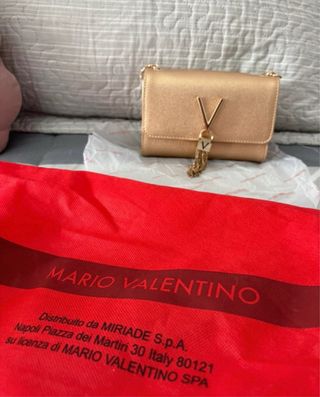 V
V
MARIO VALENTINO
Distribuito da MIRIADE S.p.A.
Napoli Piazza dei Martiri 30 Italy 80121
su licenza di MARIO VALENTINO SPA